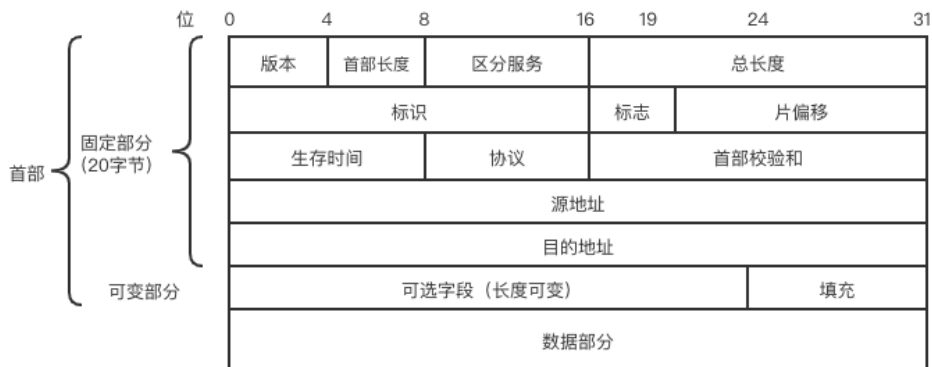 位 0 4 8 16 19 24 31
版本 首部长度 区分服务 总长度
标识 标志 片偏移
固定部分
(20字节)
首部
生存时间 协议 首部校验和
源地址
目的地址
可变部分 可选字段（长度可变） 填充
数据部分